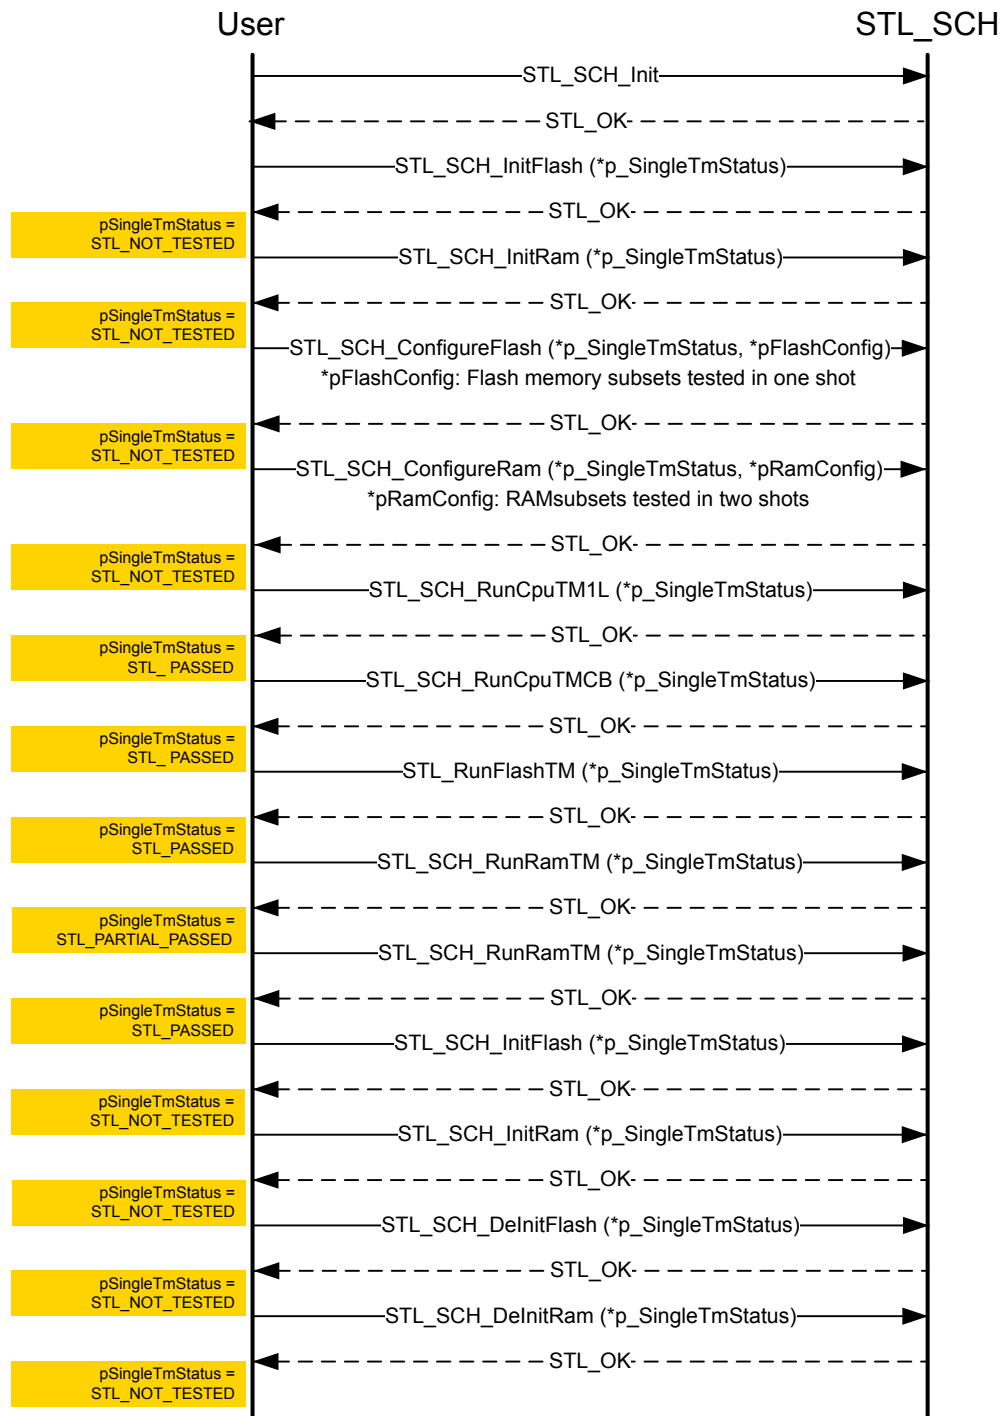 User
STL_SCH
STL_SCH_Init
STL_OK
STL_SCH_InitFlash (*p_SingleTmStatus)
STL_OK
pSingleTmStatus =
STL_NOT_TESTED
STL_SCH_InitRam (*p_SingleTmStatus)
STL_OK
pSingleTmStatus =
STL_NOT_TESTED
STL_SCH_ConfigureFlash (*p_SingleTmStatus, *pFlashConfig)
*pFlashConfig: Flash memory subsets tested in one shot
STL_OK
pSingleTmStatus =
STL_NOT_TESTED
STL_SCH_ConfigureRam (*p_SingleTmStatus, *pRamConfig)
*pRamConfig: RAMsubsets tested in two shots
STL_OK
pSingleTmStatus =
STL_NOT_TESTED
STL_SCH_RunCpuTM1L (*p_SingleTmStatus)
STL_OK
pSingleTmStatus =
STL_ PASSED
STL_SCH_RunCpuTMCB (*p_SingleTmStatus)
STL_OK
pSingleTmStatus =
STL_ PASSED
STL_RunFlashTM (*p_SingleTmStatus)
STL_OK
pSingleTmStatus =
STL_PASSED
STL_SCH_RunRamTM (*p_SingleTmStatus)
STL_OK
pSingleTmStatus =
STL_PARTIAL_PASSED
STL_SCH_RunRamTM (*p_SingleTmStatus)
STL_OK
pSingleTmStatus =
STL_PASSED
STL_SCH_InitFlash (*p_SingleTmStatus)
STL_OK
pSingleTmStatus =
STL_NOT_TESTED
STL_SCH_InitRam (*p_SingleTmStatus)
STL_OK
pSingleTmStatus =
STL_NOT_TESTED
STL_SCH_DeInitFlash (*p_SingleTmStatus)
STL_OK
pSingleTmStatus =
STL_NOT_TESTED
STL_SCH_DeInitRam (*p_SingleTmStatus)
STL_OK
pSingleTmStatus =
STL_NOT_TESTED